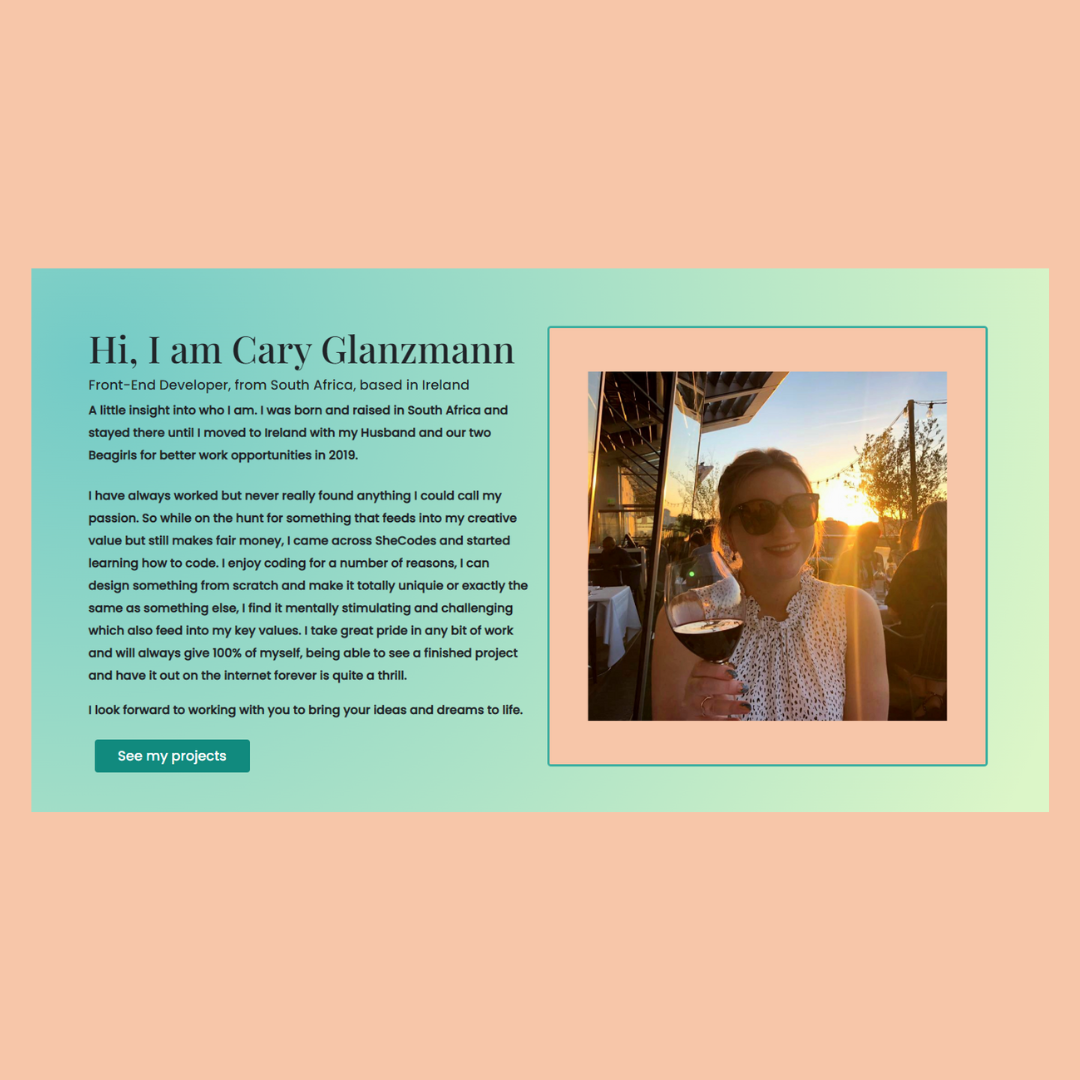 Hi, I am Cary Glanzmann
Front-End Developer, from South Africa, based in Ireland
A little insight into who I am. I was born and raised in South Africa and
stayed there until I moved to Ireland with my Husband and our two
Beagirls for better work opportunities in 2019.
I have always worked but never really found anything I could call my
passion. So while on the hunt for something that feeds into my creative
value but still makes fair money, I came across SheCodes and started
learning how to code. I enjoy coding for a number of reasons, I can
design something from scratch and make it totally uniquie or exactly the
same as something else, I find it mentally stimulating and challenging
which also feed into my key values. I take great pride in any bit of work
and will always give 100% of myself, being able to see a finished project
and have it out on the internet forever is quite a thrill.
I look forward to working with you to bring your ideas and dreams to life.
See my projects